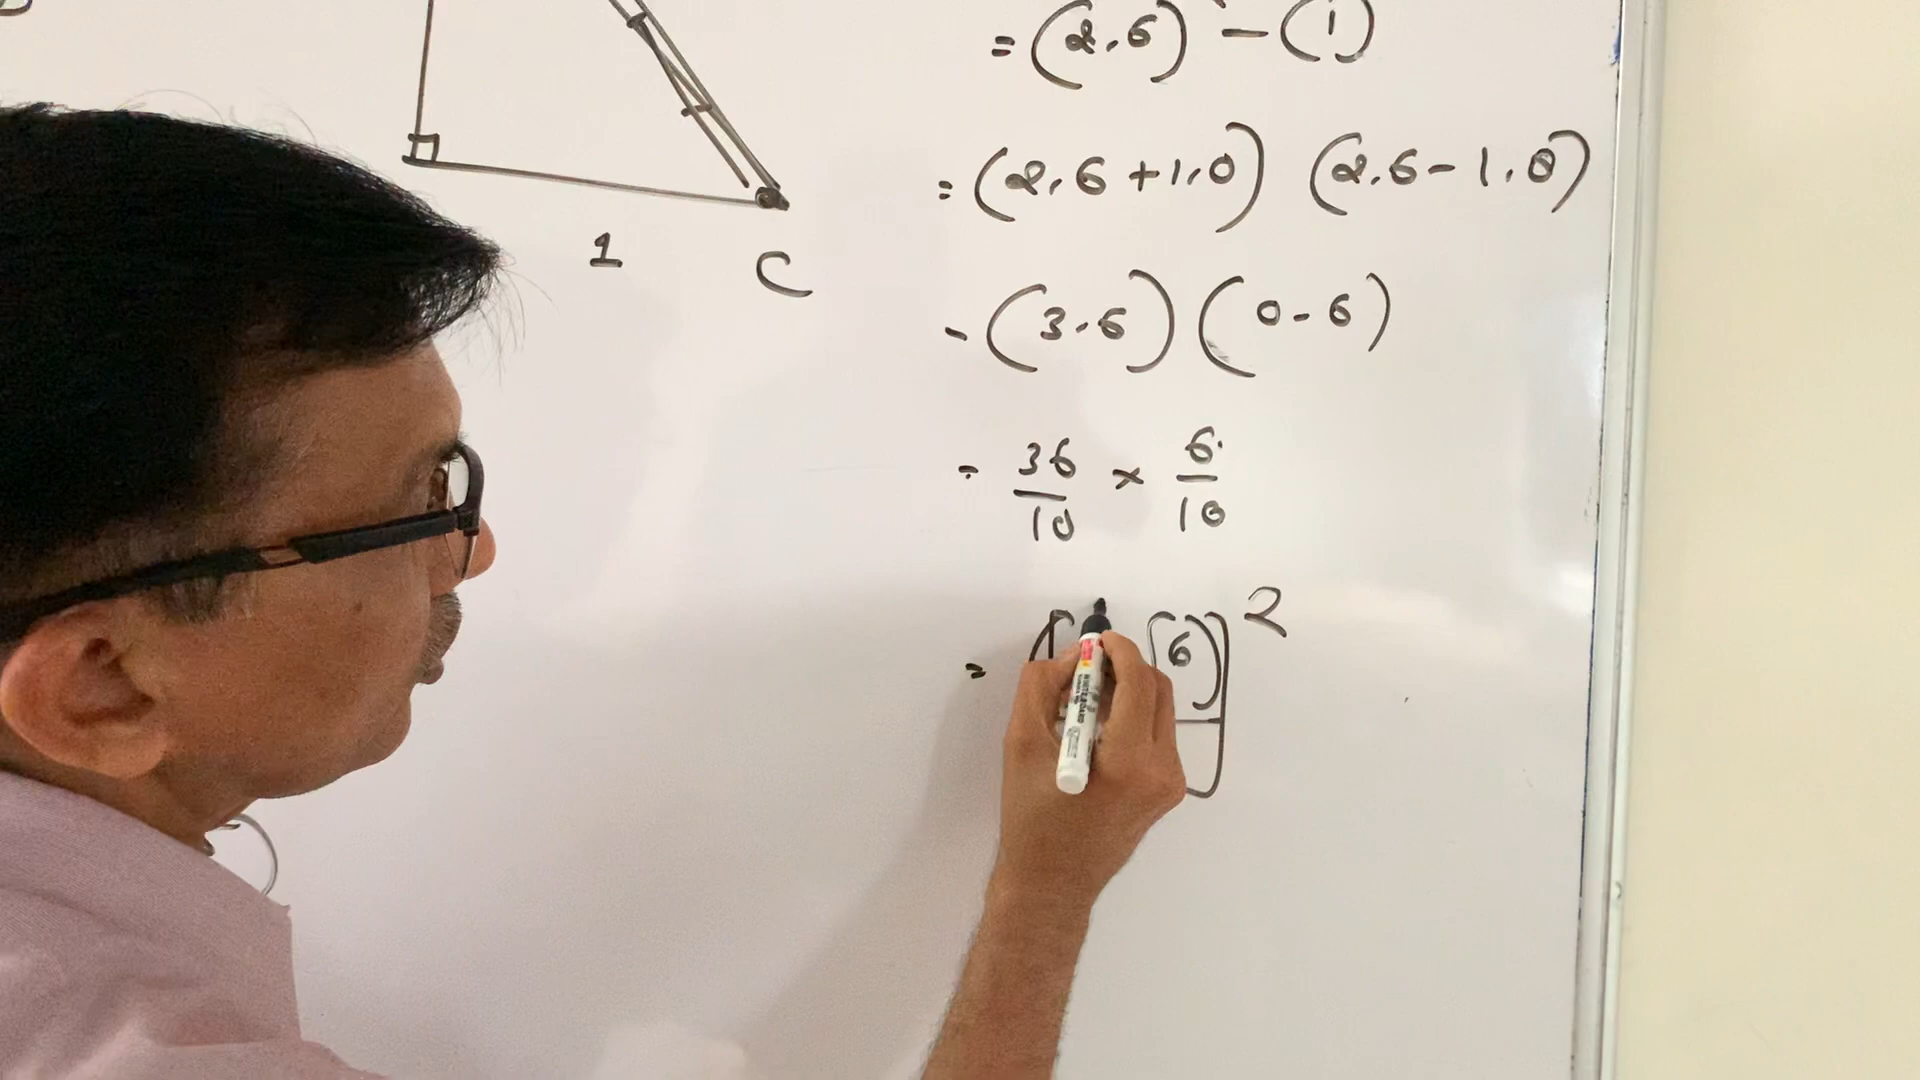 = (2.6)² - (1)
= (2.6 + 1.0) (2.6 - 1.0)
- (3.6) (0-6)
= 36/10 × 6/10
= (6) 2
1
C